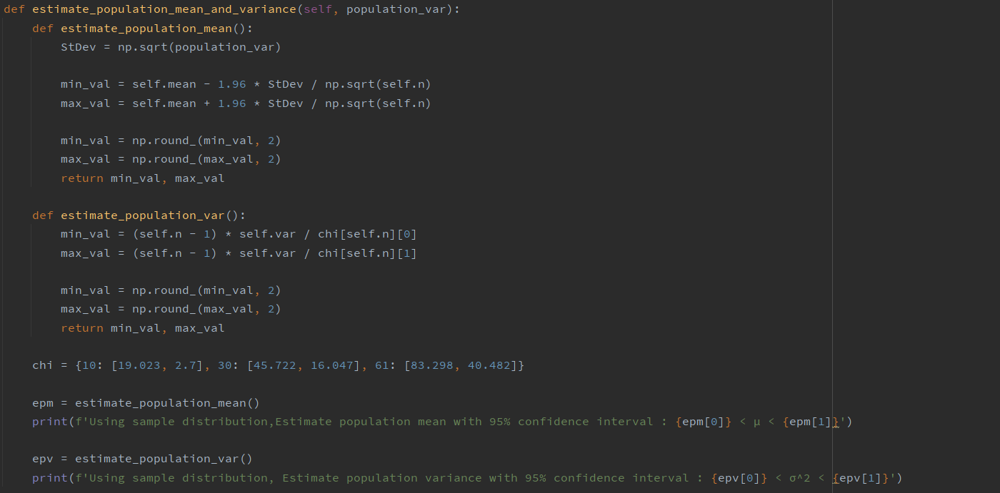 def estimate_population_mean_and_variance(self, population_var):
def estimate_population_mean():
StDev = np.sqrt(population_var)
min_val = self.mean - 1.96 * StDev / np.sqrt(self.n)
max_val = self.mean + 1.96 * StDev / np.sqrt(self.n)
min_val = np.round_(min_val, 2)
max_val = np.round_(max_val, 2)
return min_val, max_val
def estimate_population_var():
min_val = (self.n - 1) * self.var / chi[self.n][0]
max_val = (self.n - 1) * self.var / chi[self.n][1]
min_val = np.round_(min_val, 2)
max_val = np.round_(max_val, 2)
return min_val, max_val
chi = {10: [19.023, 2.7], 30: [45.722, 16.047], 61: [83.298, 40.482]}
epm = estimate_population_mean()
print(f'Using sample distribution,Estimate population mean with 95% confidence interval : {epm[0]} < μ < {epm[1]}')
epv = estimate_population_var()
print(f'Using sample distribution, Estimate population variance with 95% confidence interval : {epv[0]} < σ^2 < {epv[1]}')